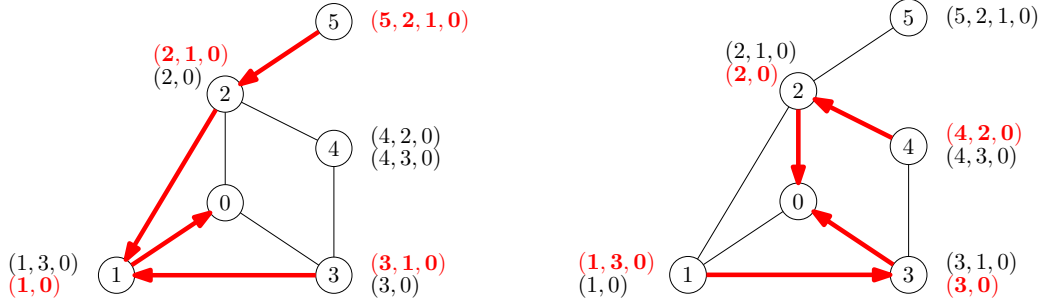 5
(5, 2, 1, 0)
(2, 1, 0)
(2, 0)
2
4
(4, 2, 0)
(4, 3, 0)
0
(1, 3, 0)
(1, 0)
1
3
(3, 1, 0)
(3, 0)
5
(5, 2, 1, 0)
(2, 1, 0)
(2, 0)
2
4
(4, 2, 0)
(4, 3, 0)
0
(1, 3, 0)
(1, 0)
1
3
(3, 1, 0)
(3, 0)